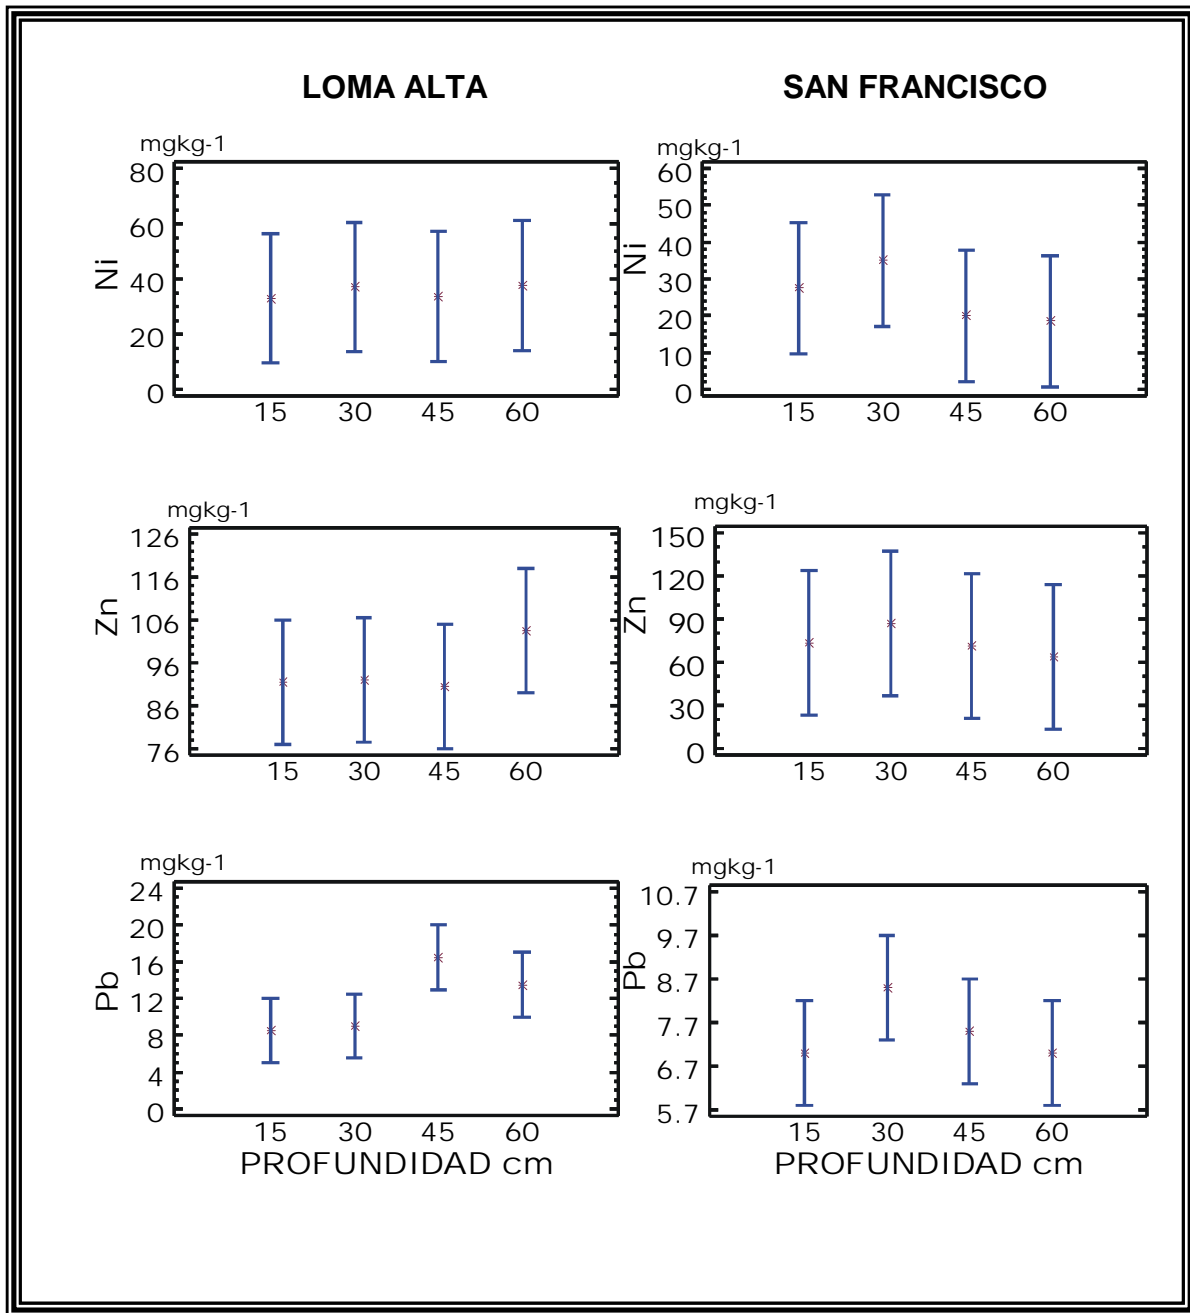 LOMA ALTA
SAN FRANCISCO
mgkg-1
Ni
80
60
40
20
0
15 30 45 60
mgkg-1
Ni
60
50
40
30
20
10
0
15 30 45 60
mgkg-1
Zn
126
116
106
96
86
76
15 30 45 60
mgkg-1
Zn
150
120
90
60
30
0
15 30 45 60
mgkg-1
Pb
24
20
16
12
8
4
0
15 30 45 60
PROFUNDIDAD cm
mgkg-1
Pb
10.7
9.7
8.7
7.7
6.7
5.7
15 30 45 60
PROFUNDIDAD cm